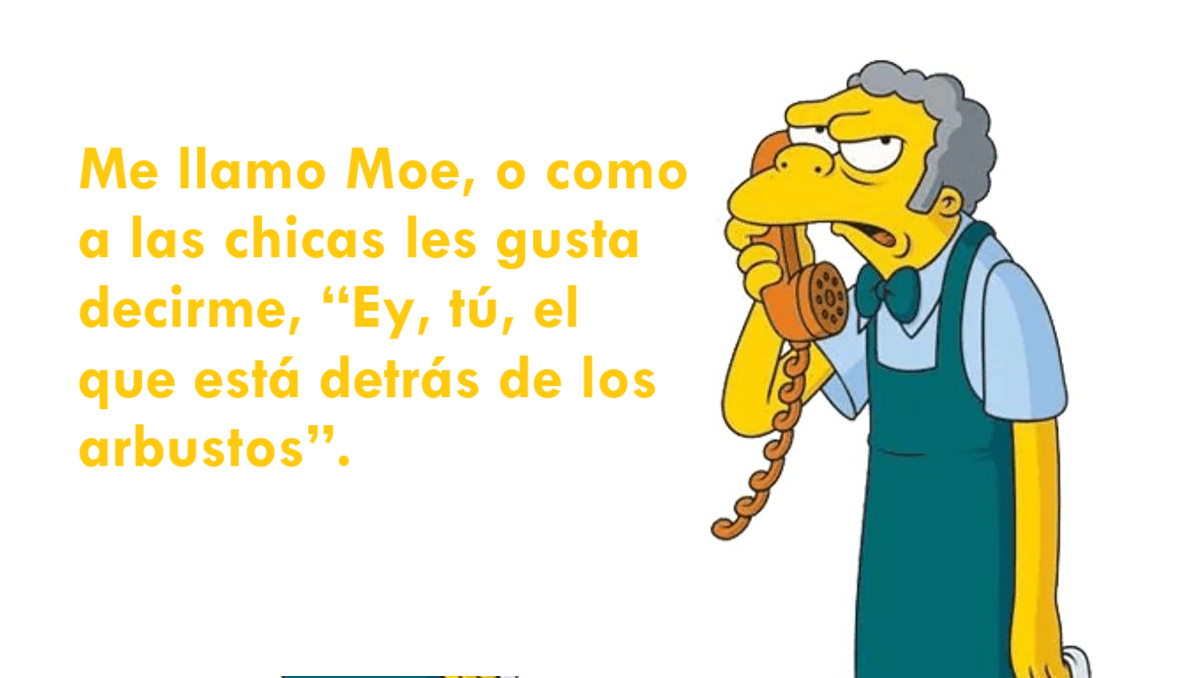 Me llamo Moe, o como
a las chicas les gusta
decirme, “Ey, tú, el
que está detrás de los
arbustos”.